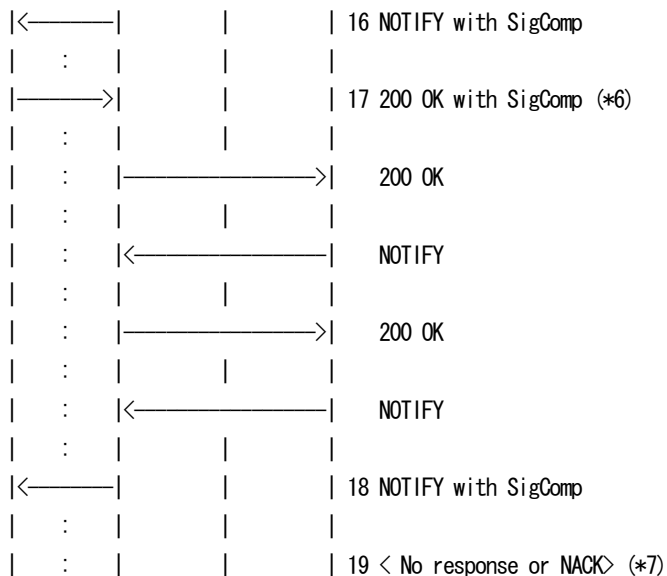 16 NOTIFY with SigComp
:
17 200 OK with SigComp (*6)
:
: 200 OK
:
: NOTIFY
:
: 200 OK
:
: NOTIFY
:
18 NOTIFY with SigComp
:
: 19 < No response or NACK> (*7)